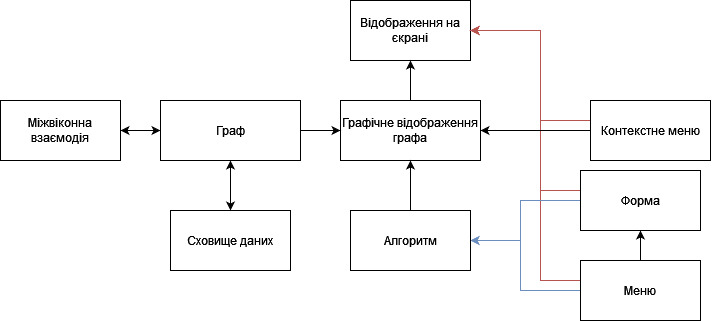 Відображення на
екрані
Міжвіконна
взаємодія
Граф
Графічне відображення
графа
Контекстне меню
Сховище даних
Алгоритм
Форма
Меню